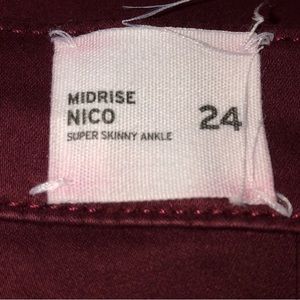 MIDRISE
NICO 24
SUPER SKINNY ANKLE